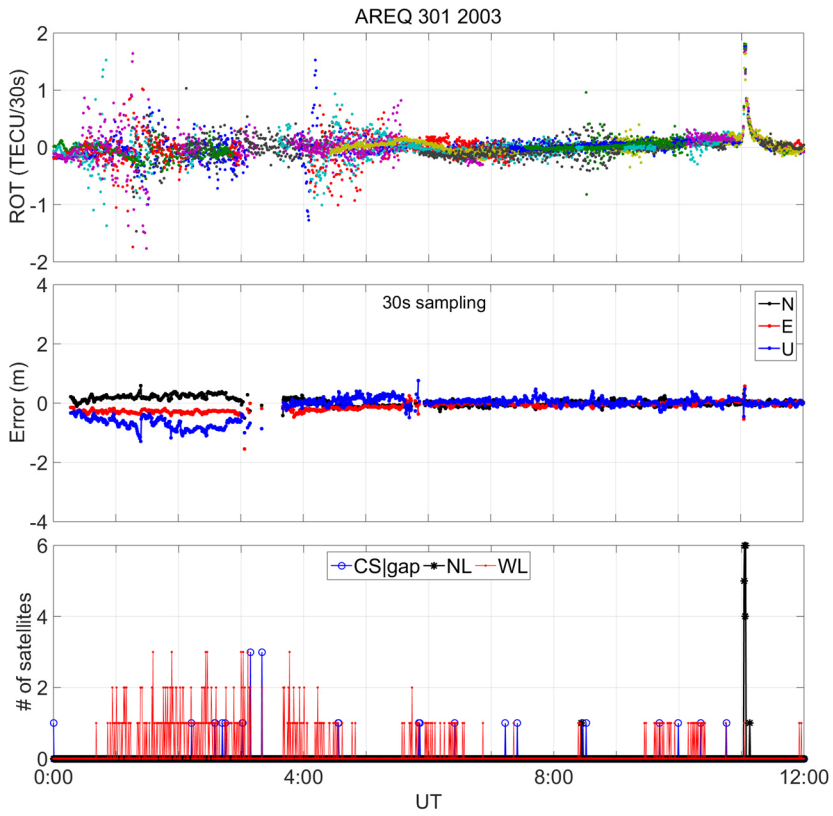 AREQ 301 2003
2
1
0
-1
-2
ROT (TECU/30s)
30s sampling
N
E
U
4
2
0
-2
-4
Error (m)
CS|gap NL WL
6
4
2
0
# of satellites
0:00 4:00 8:00 12:00
UT